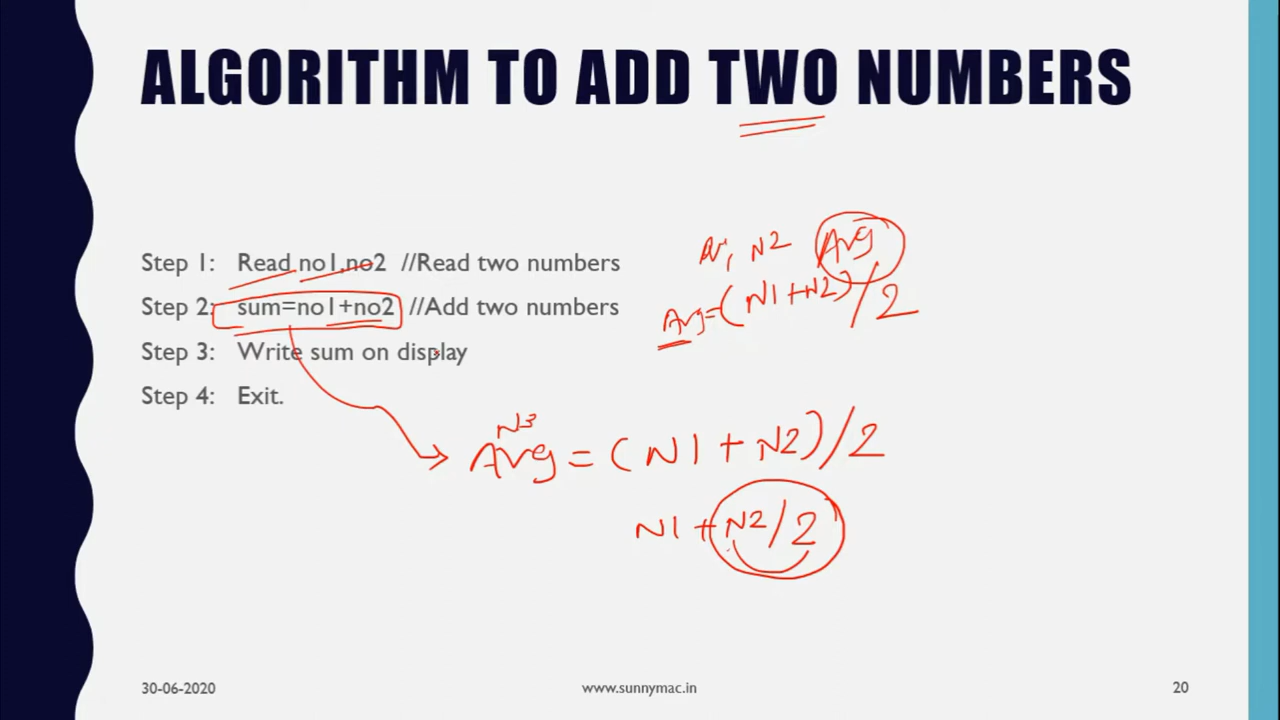 ALGORITHM TO ADD TWO NUMBERS
N2 Avg
Step 1: Read no1,no2 //Read two numbers
Avg=(N1+N2)/2
Step 2: sum=no1+no2 //Add two numbers
Step 3: Write sum on display
Step 4: Exit.
N3
Avg = (N1 + N2)/2
N1 + N2/2
30-06-2020 www.sunnymac.in 20